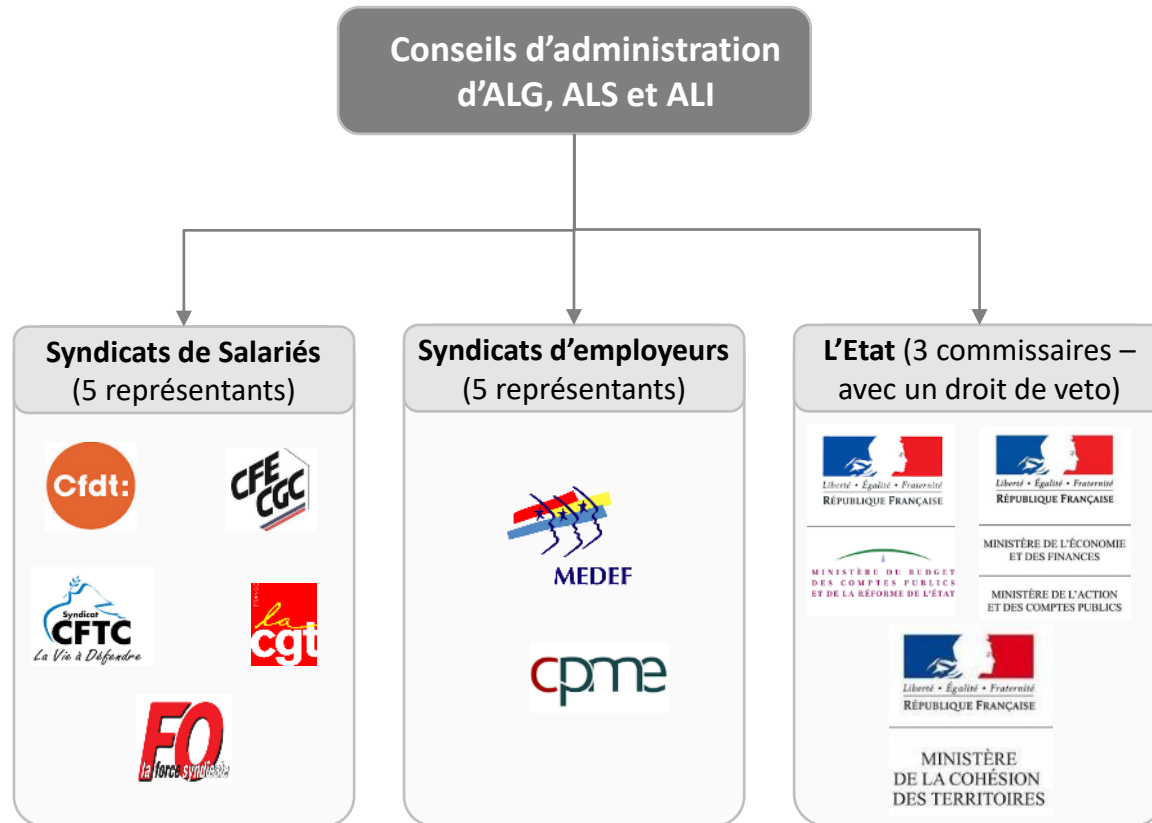 Conseils d’administration
d’ALG, ALS et ALI
Syndicats de Salariés
(5 représentants)
Cfdt:
CFE
CGC
Syndicat
CFTC
La Vie à Défendre
la
cgt
FO
la force syndicale
Syndicats d’employeurs
(5 représentants)
MEDEF
cpme
L’Etat (3 commissaires –
avec un droit de veto)
Liberté • Égalité • Fraternité
RÉPUBLIQUE FRANÇAISE
MINISTÈRE DU BUDGET
DES COMPTES PUBLICS
ET DE LA RÉFORME DE L’ÉTAT
Liberté • Égalité • Fraternité
RÉPUBLIQUE FRANÇAISE
MINISTÈRE DE L’ÉCONOMIE
ET DES FINANCES
MINISTÈRE DE L’ACTION
ET DES COMPTES PUBLICS
Liberté • Égalité • Fraternité
RÉPUBLIQUE FRANÇAISE
MINISTÈRE
DE LA COHÉSION
DES TERRITOIRES